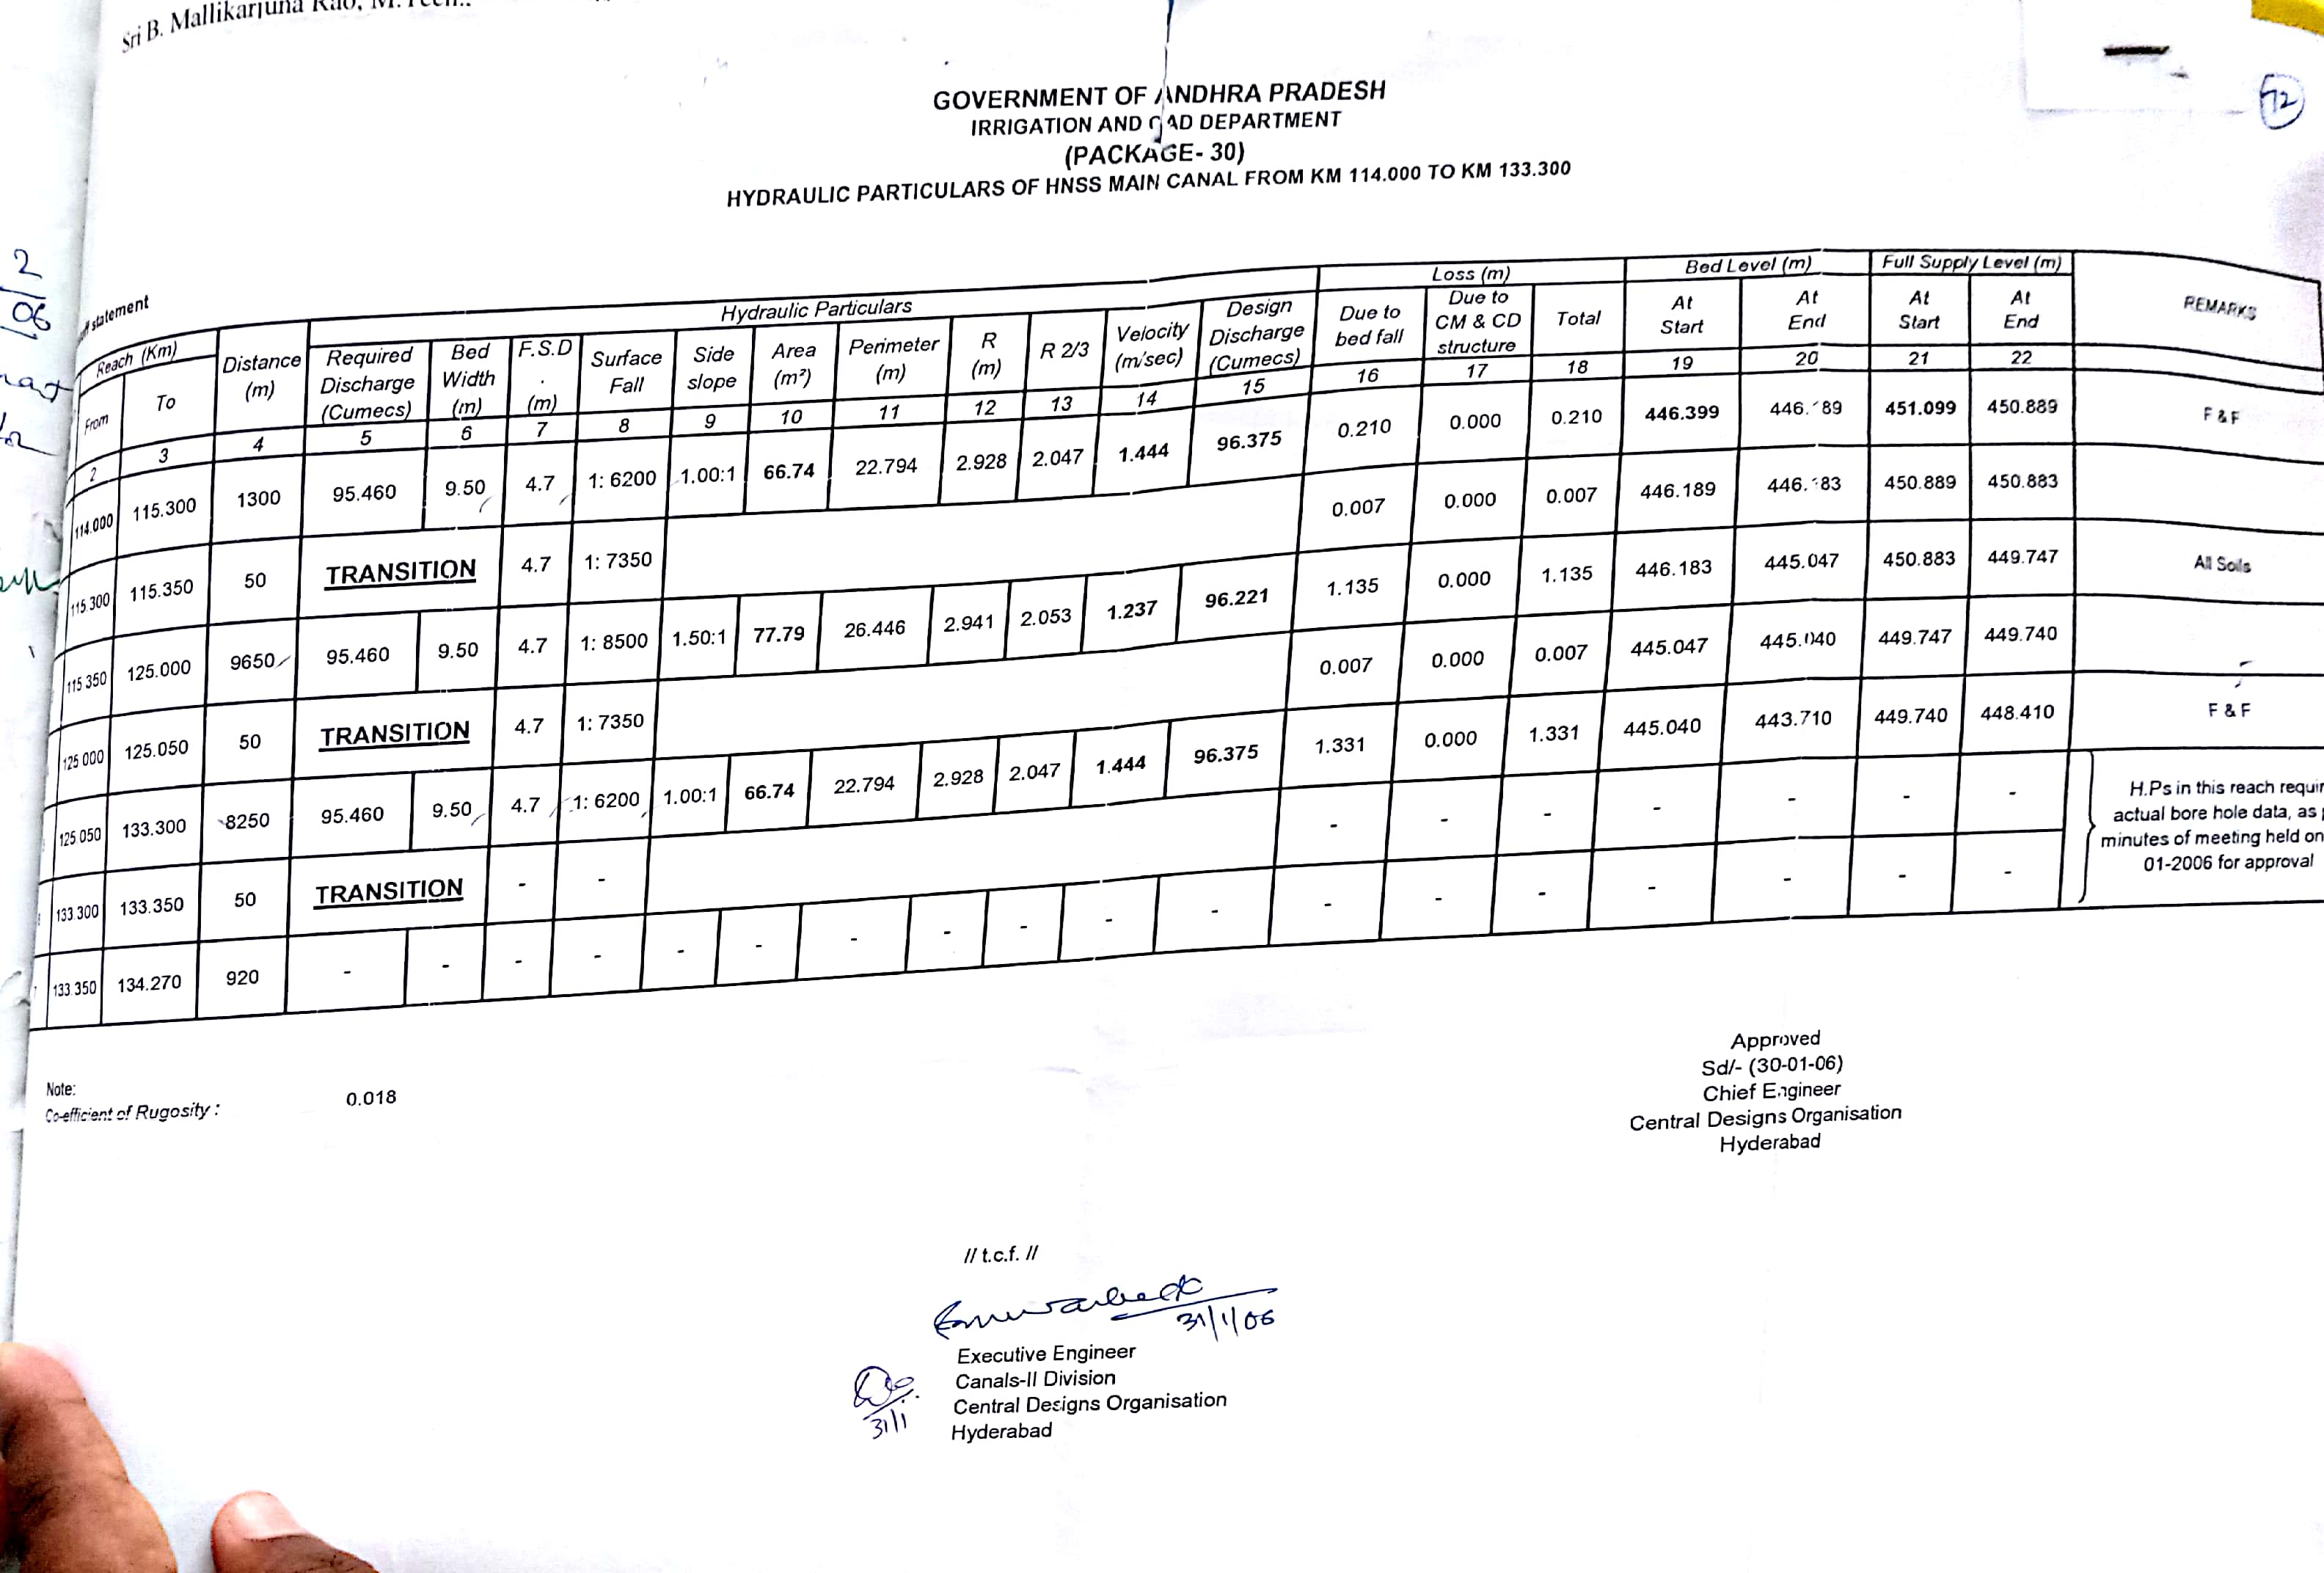 Sri B. Mallikarjuna Rao, M.Tech.,
72
GOVERNMENT OF ANDHRA PRADESH
IRRIGATION AND CAD DEPARTMENT
(PACKAGE- 30)
HYDRAULIC PARTICULARS OF HNSS MAIN CANAL FROM KM 114.000 TO KM 133.300
2
06
statement
Reach (Km) Distance (m) Hydraulic Particulars Loss (m) Bed Level (m) Full Supply Level (m) REMARKS
From To Required Discharge (Cumecs) Bed Width (m) F.S.D. (m) Surface Fall Side slope Area (m²) Perimeter (m) R (m) R 2/3 Velocity (m/sec) Design Discharge (Cumecs) Due to bed fall Due to CM & CD structure Total At Start At End At Start At End
2 3 4 5 6 7 8 9 10 11 12 13 14 15 16 17 18 19 20 21 22
114.000 115.300 1300 95.460 9.50 4.7 1: 6200 1.00:1 66.74 22.794 2.928 2.047 1.444 96.375 0.210 0.000 0.210 446.399 446.189 451.099 450.889 F & F
115.300 115.350 50 TRANSITION 4.7 1: 7350 0.007 0.000 0.007 446.189 446.183 450.889 450.883
115.350 125.000 9650 95.460 9.50 4.7 1: 8500 1.50:1 77.79 26.446 2.941 2.053 1.237 96.221 1.135 0.000 1.135 446.183 445.047 450.883 449.747 All Soils
125.000 125.050 50 TRANSITION 4.7 1: 7350 0.007 0.000 0.007 445.047 445.040 449.747 449.740
125.050 133.300 8250 95.460 9.50 4.7 1: 6200 1.00:1 66.74 22.794 2.928 2.047 1.444 96.375 1.331 0.000 1.331 445.040 443.710 449.740 448.410 F & F
133.300 133.350 50 TRANSITION - - - - - - - - -
133.350 134.270 920 - - - - - - - - - - - - - - - - - -
H.Ps in this reach requir
actual bore hole data, as
minutes of meeting held on
01-2006 for approval
Note:
Co-efficient of Rugosity : 0.018
Approved
Sd/- (30-01-06)
Chief Engineer
Central Designs Organisation
Hyderabad
// t.c.f. //
31/1/06
Executive Engineer
Canals-II Division
Central Designs Organisation
Hyderabad
31/1